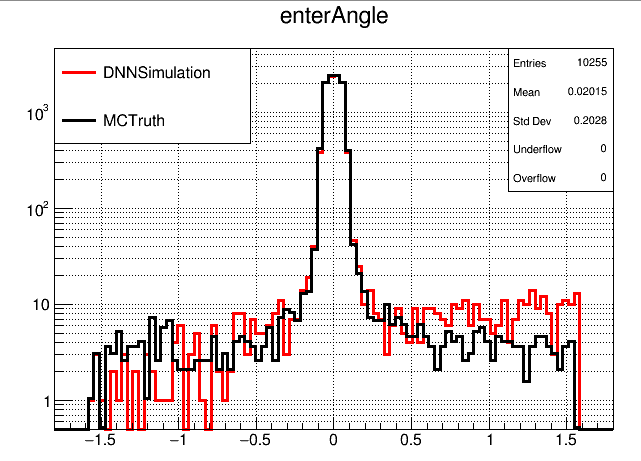 enterAngle
DNNSimulation
MCTruth
Entries 10255
Mean 0.02015
Std Dev 0.2028
Underflow 0
Overflow 0
10³
10²
10
1
−1.5 −1 −0.5 0 0.5 1 1.5